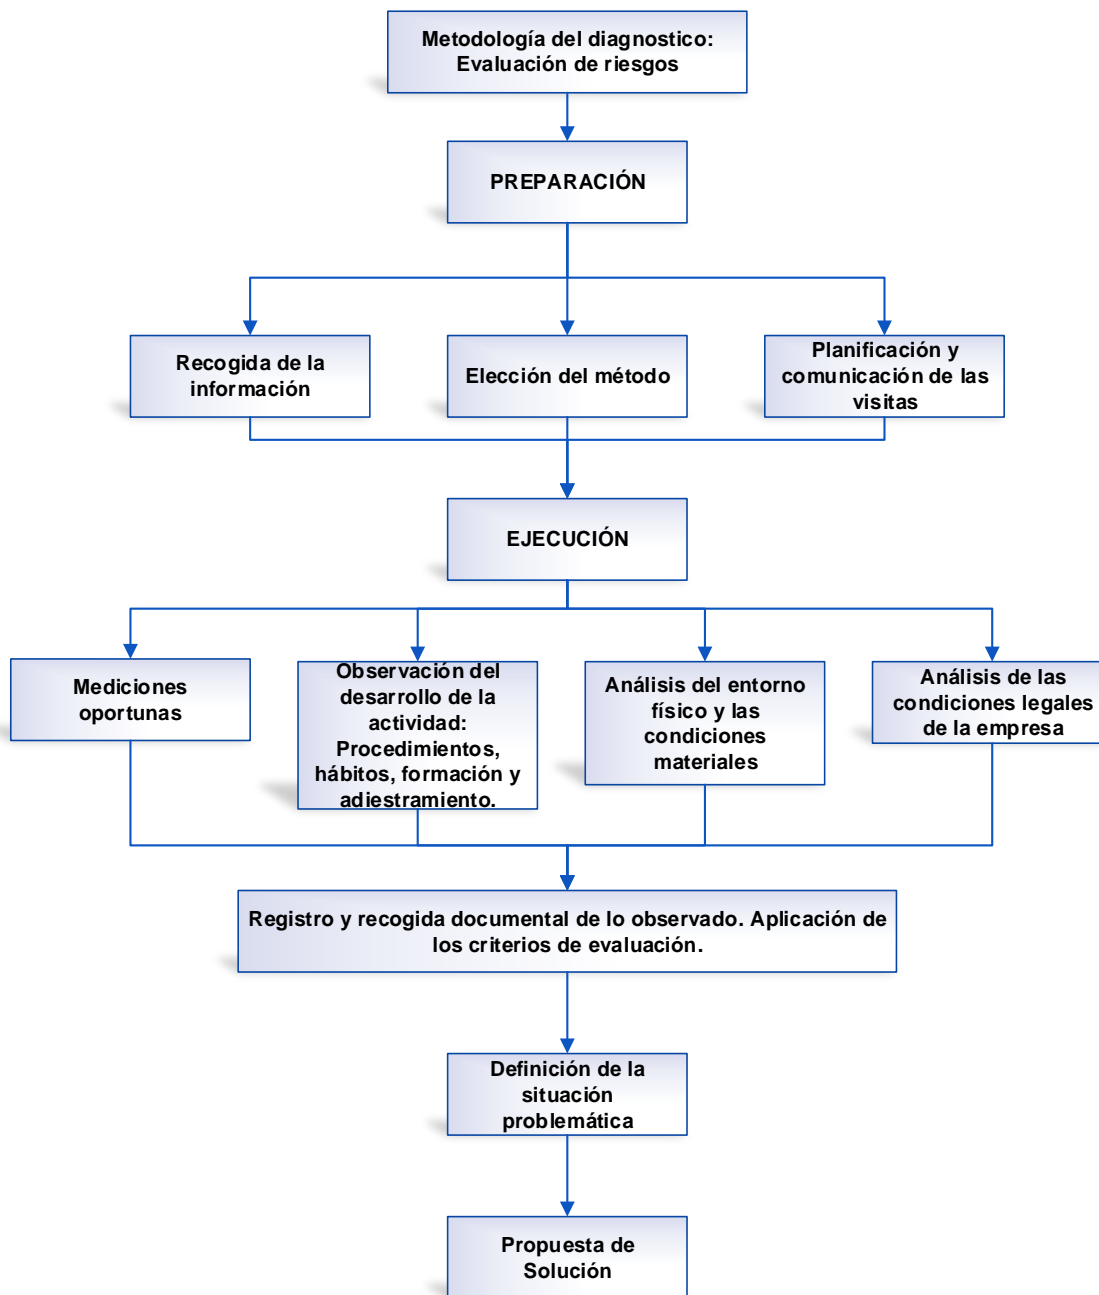 Metodología del diagnostico:
Evaluación de riesgos
PREPARACIÓN
Recogida de la
información
Elección del método
Planificación y
comunicación de las
visitas
EJECUCIÓN
Mediciones
oportunas
Observación del
desarrollo de la
actividad:
Procedimientos,
hábitos, formación y
adiestramiento.
Análisis del entorno
físico y las
condiciones
materiales
Análisis de las
condiciones legales
de la empresa
Registro y recogida documental de lo observado. Aplicación de
los criterios de evaluación.
Definición de la
situación
problemática
Propuesta de
Solución